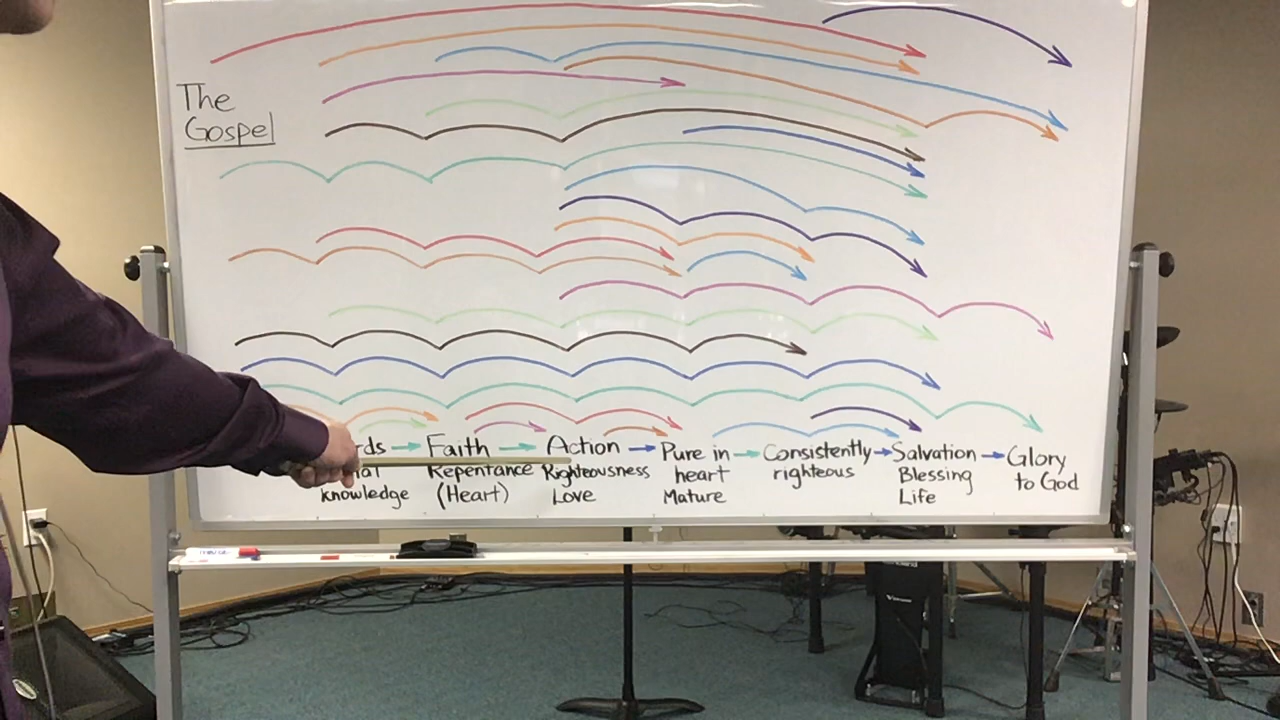 The
Gospel
→ Faith → Action → Pure in → Consistently → Salvation → Glory
Repentance Righteousness heart righteous Blessing to God
knowledge (Heart) Love Mature Life